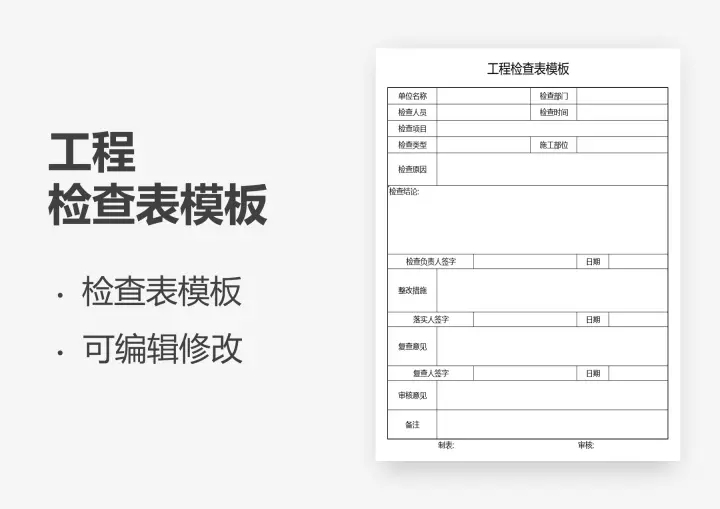 工程
检查表模板
· 检查表模板
· 可编辑修改
工程检查表模板
单位名称 检查部门
检查人员 检查时间
检查项目
检查类型 施工部位
检查原因
检查结论:
检查负责人签字 日期
整改措施
落实人签字 日期
复查意见
复查人签字 日期
审核意见
备注
制表: 审核: